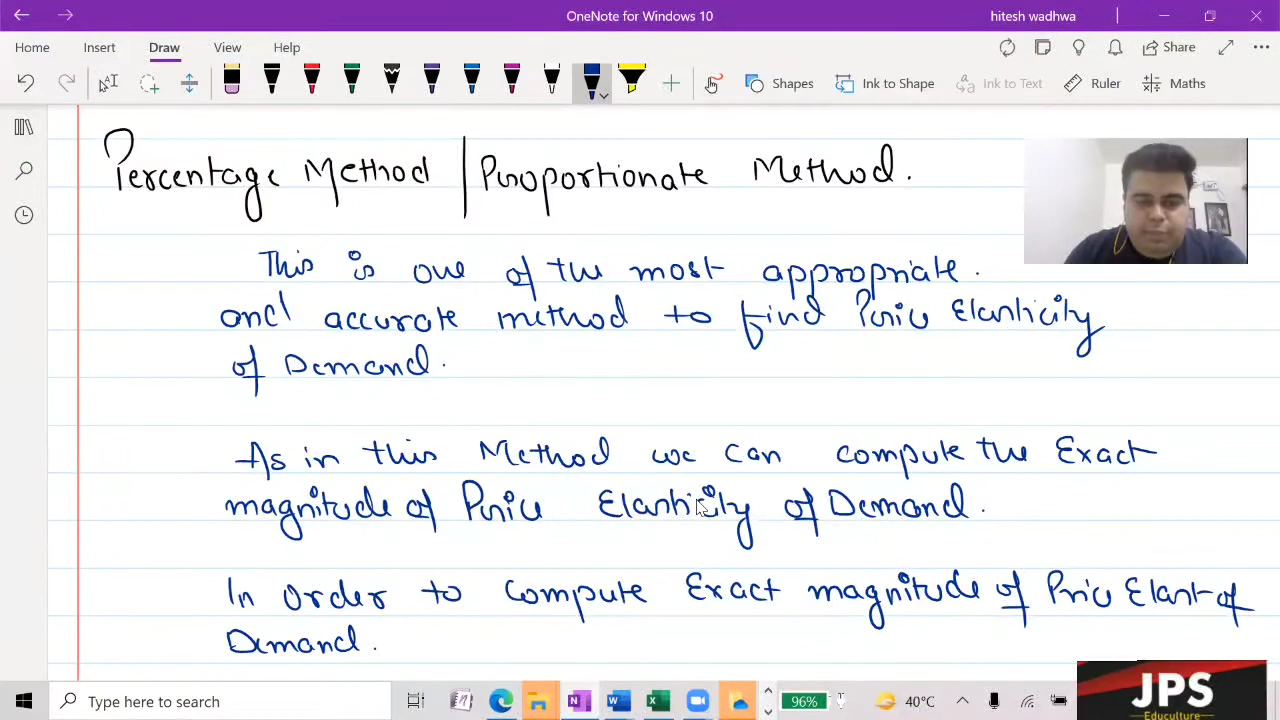 OneNote for Windows 10
hitesh wadhwa
Home Insert Draw View Help
Share
Shapes Ink to Shape Ink to Text Ruler Maths
Percentage Method | Proportionate Method.
This is one of the most appropriate.
and accurate method to find Price Elasticity
of Demand.
As in this Method we can compute the Exact
magnitude of Price Elasticity of Demand.
In Order to Compute Exact magnitude of Price Elast of
Demand.
Type here to search
96%
40°C
JPS
Educulture